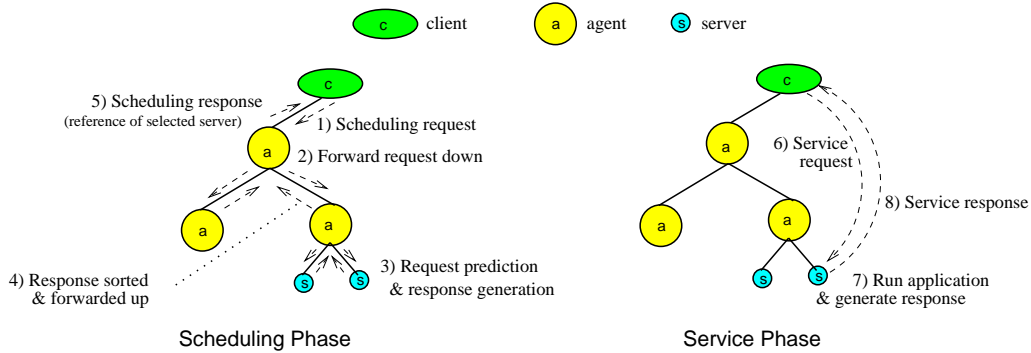 c client
a agent
s server
c
5) Scheduling response
(reference of selected server)
1) Scheduling request
a
2) Forward request down
a
a
4) Response sorted
& forwarded up
3) Request prediction
& response generation
s
s
Scheduling Phase
c
a
6) Service
request
a
a
8) Service response
s
s
7) Run application
& generate response
Service Phase